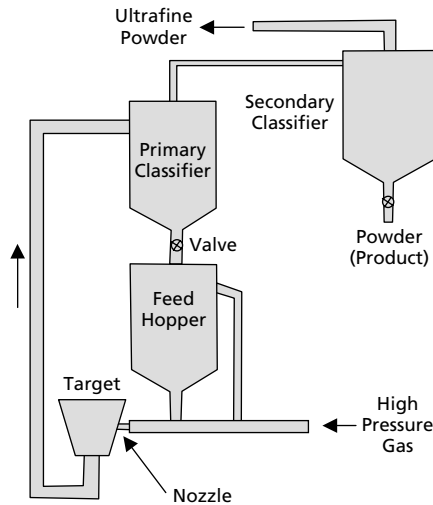 Ultrafine
Powder
Secondary
Classifier
Primary
Classifier
Valve
Powder
(Product)
Feed
Hopper
Target
High
Pressure
Gas
Nozzle